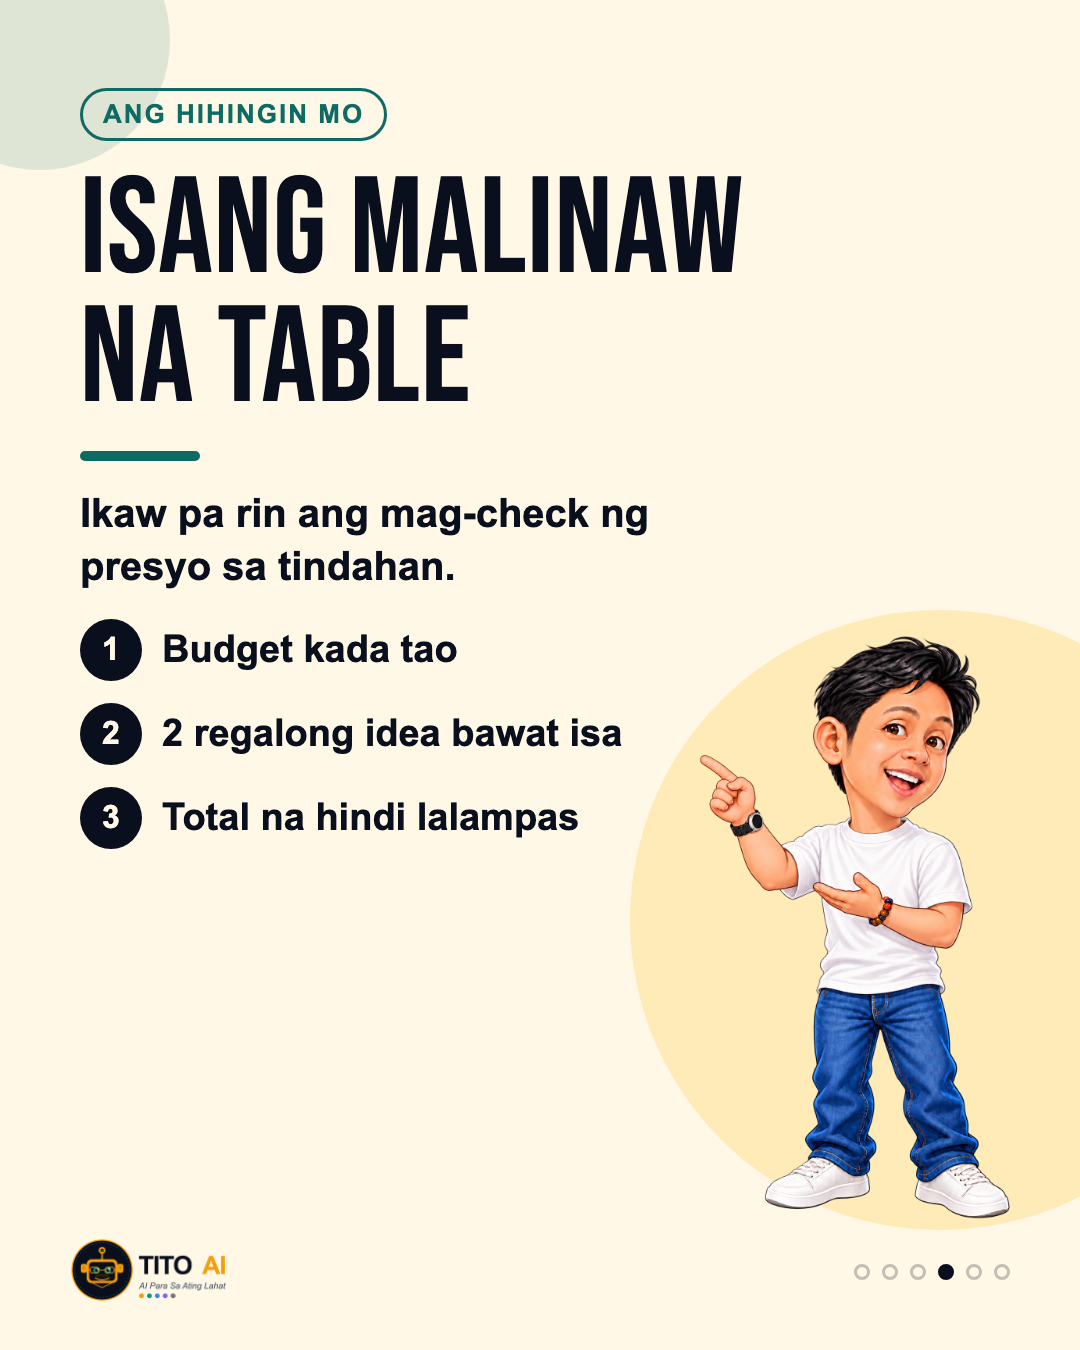 ANG HIHINGIN MO
ISANG MALINAW
NA TABLE
Ikaw pa rin ang mag-check ng
presyo sa tindahan.
1 Budget kada tao
2 2 regalong idea bawat isa
3 Total na hindi lalampas
TITO AI
AI Para Sa Ating Lahat